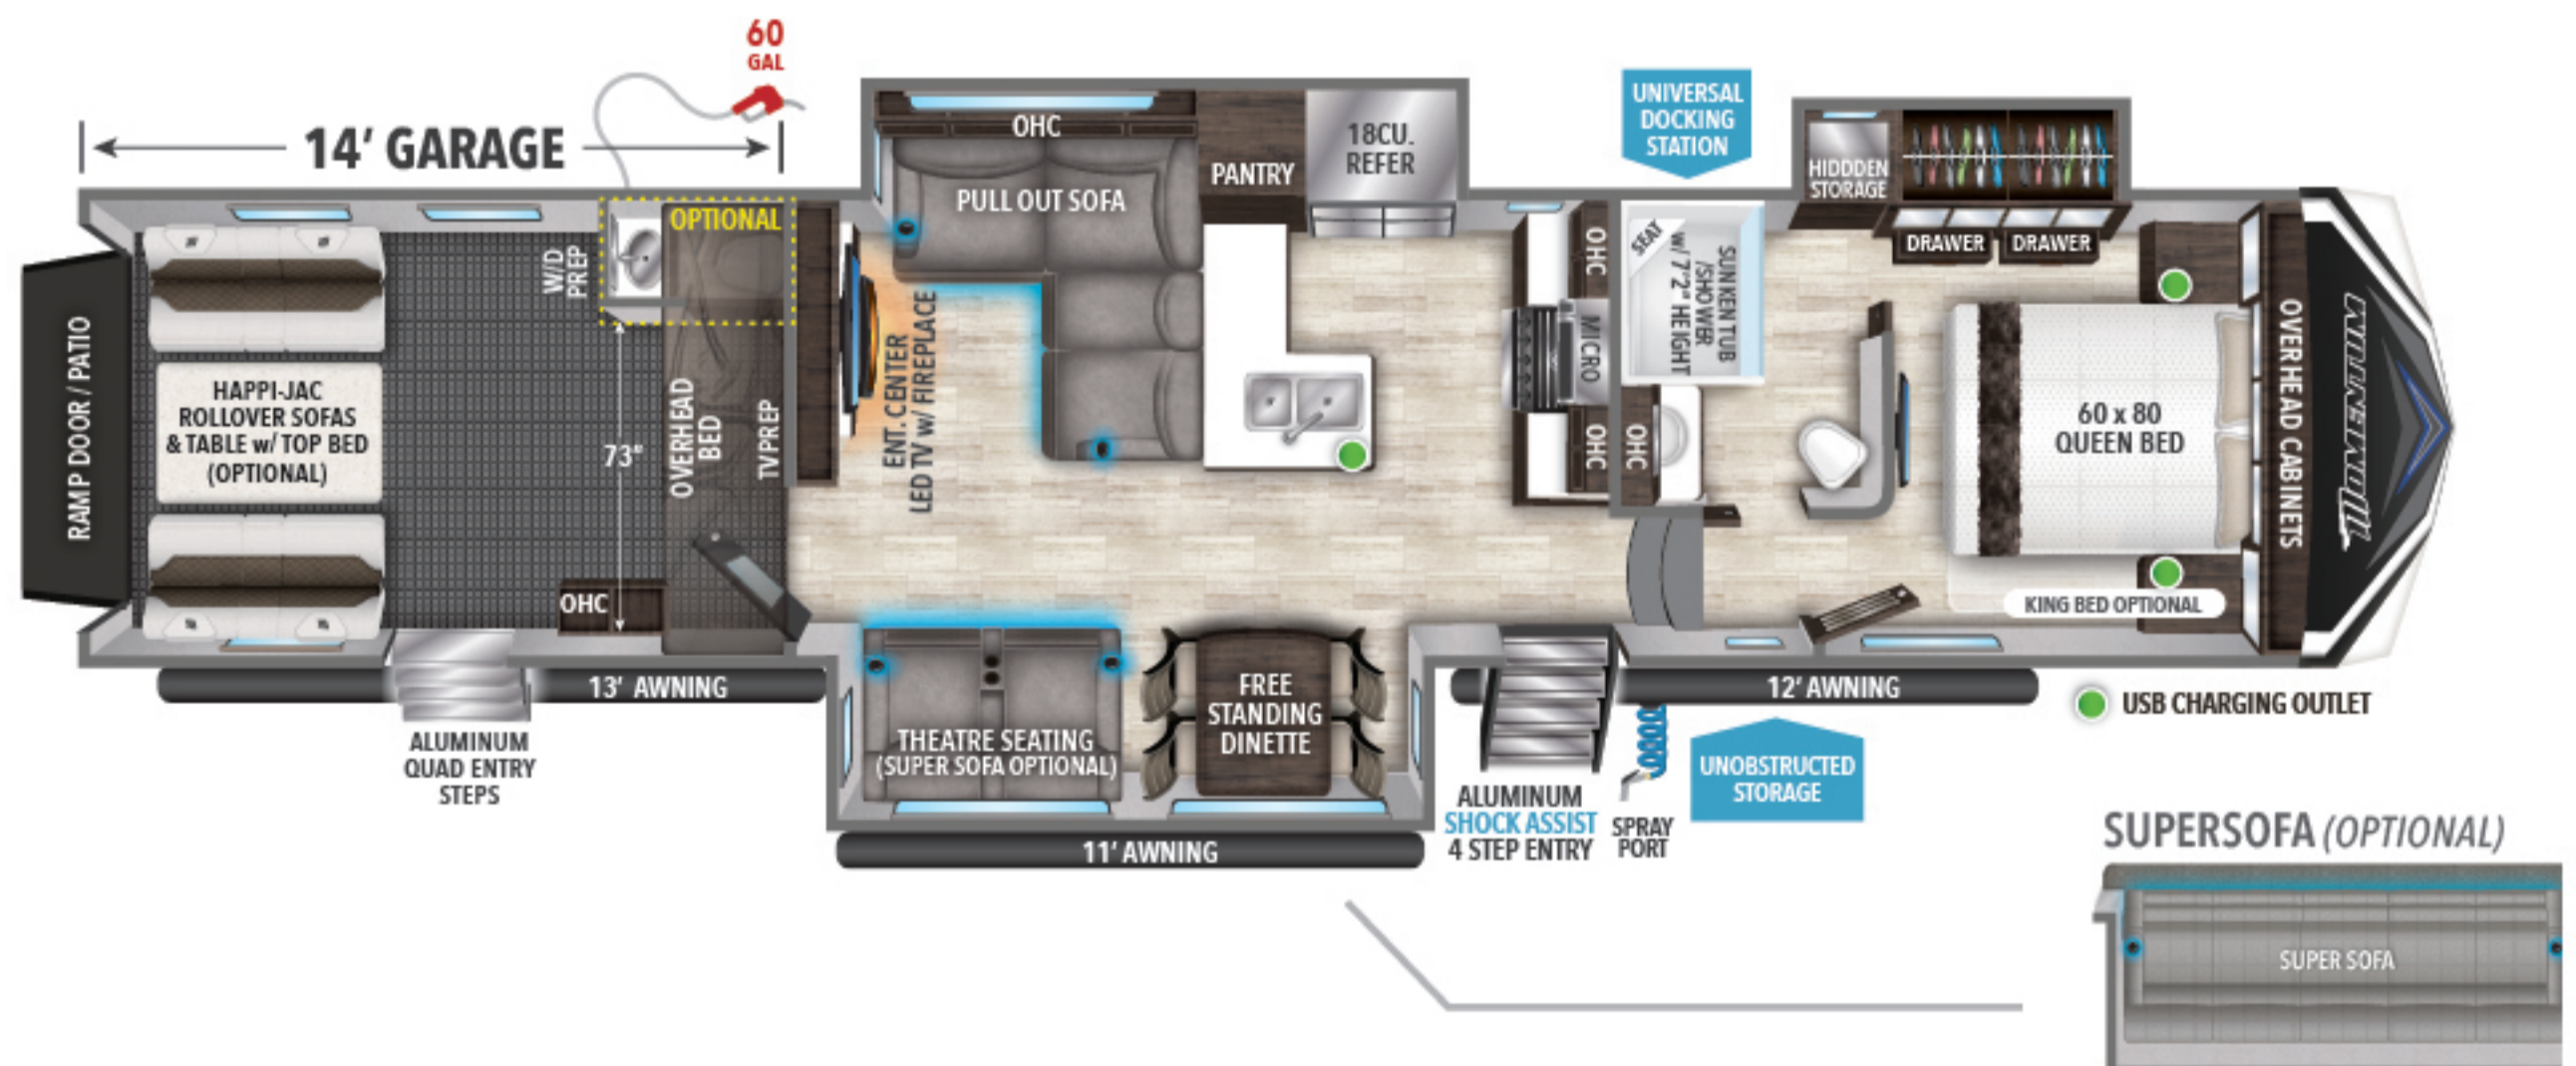 60
GAL
14' GARAGE
UNIVERSAL
DOCKING
STATION
OHC
PULL OUT SOFA
PANTRY
18CU.
REFER
HIDDDEN
STORAGE
DRAWER
DRAWER
OPTIONAL
W/D
PREP
RAMP DOOR / PATIO
HAPPI-JAC
ROLLOVER SOFAS
& TABLE w/ TOP BED
(OPTIONAL)
73"
OVERHEAD
BED
TV PREP
OHC
ENT. CENTER
LED TV w/ FIREPLACE
OHC
MICRO
OHC
SEAT
SUNKEN TUB
/SHOWER
w/ 7'2" HEIGHT
OHC
60 x 80
QUEEN BED
KING BED OPTIONAL
OVERHEAD CABINETS
MOMENTUM
13' AWNING
ALUMINUM
QUAD ENTRY
STEPS
THEATRE SEATING
(SUPER SOFA OPTIONAL)
FREE
STANDING
DINETTE
11' AWNING
12' AWNING
ALUMINUM
SHOCK ASSIST
4 STEP ENTRY
SPRAY
PORT
UNOBSTRUCTED
STORAGE
USB CHARGING OUTLET
SUPERSOFA (OPTIONAL)
SUPER SOFA